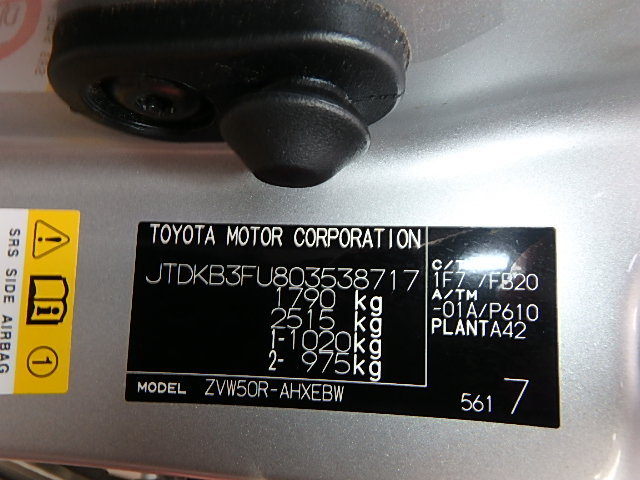 TOYOTA MOTOR CORPORATION
JTDKB3FU803538717
1790 kg
2515 kg
1-1020kg
2- 975kg
MODEL ZVW50R-AHXEBW
C/T
1F7 /FB20
A/TM
-01A/P610
PLANTA42
561 7
SRS SIDE AIRBAG
1